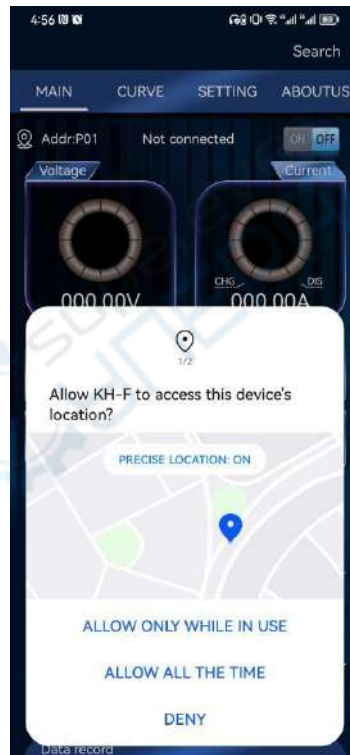 4:56
Search
MAIN CURVE SETTING ABOUTUS
Addr:P01 Not connected ON OFF
Voltage Current
CHG DIS
000.00V 000.00A
1/2
Allow KH-F to access this device's
location?
PRECISE LOCATION: ON
ALLOW ONLY WHILE IN USE
ALLOW ALL THE TIME
DENY
Data record